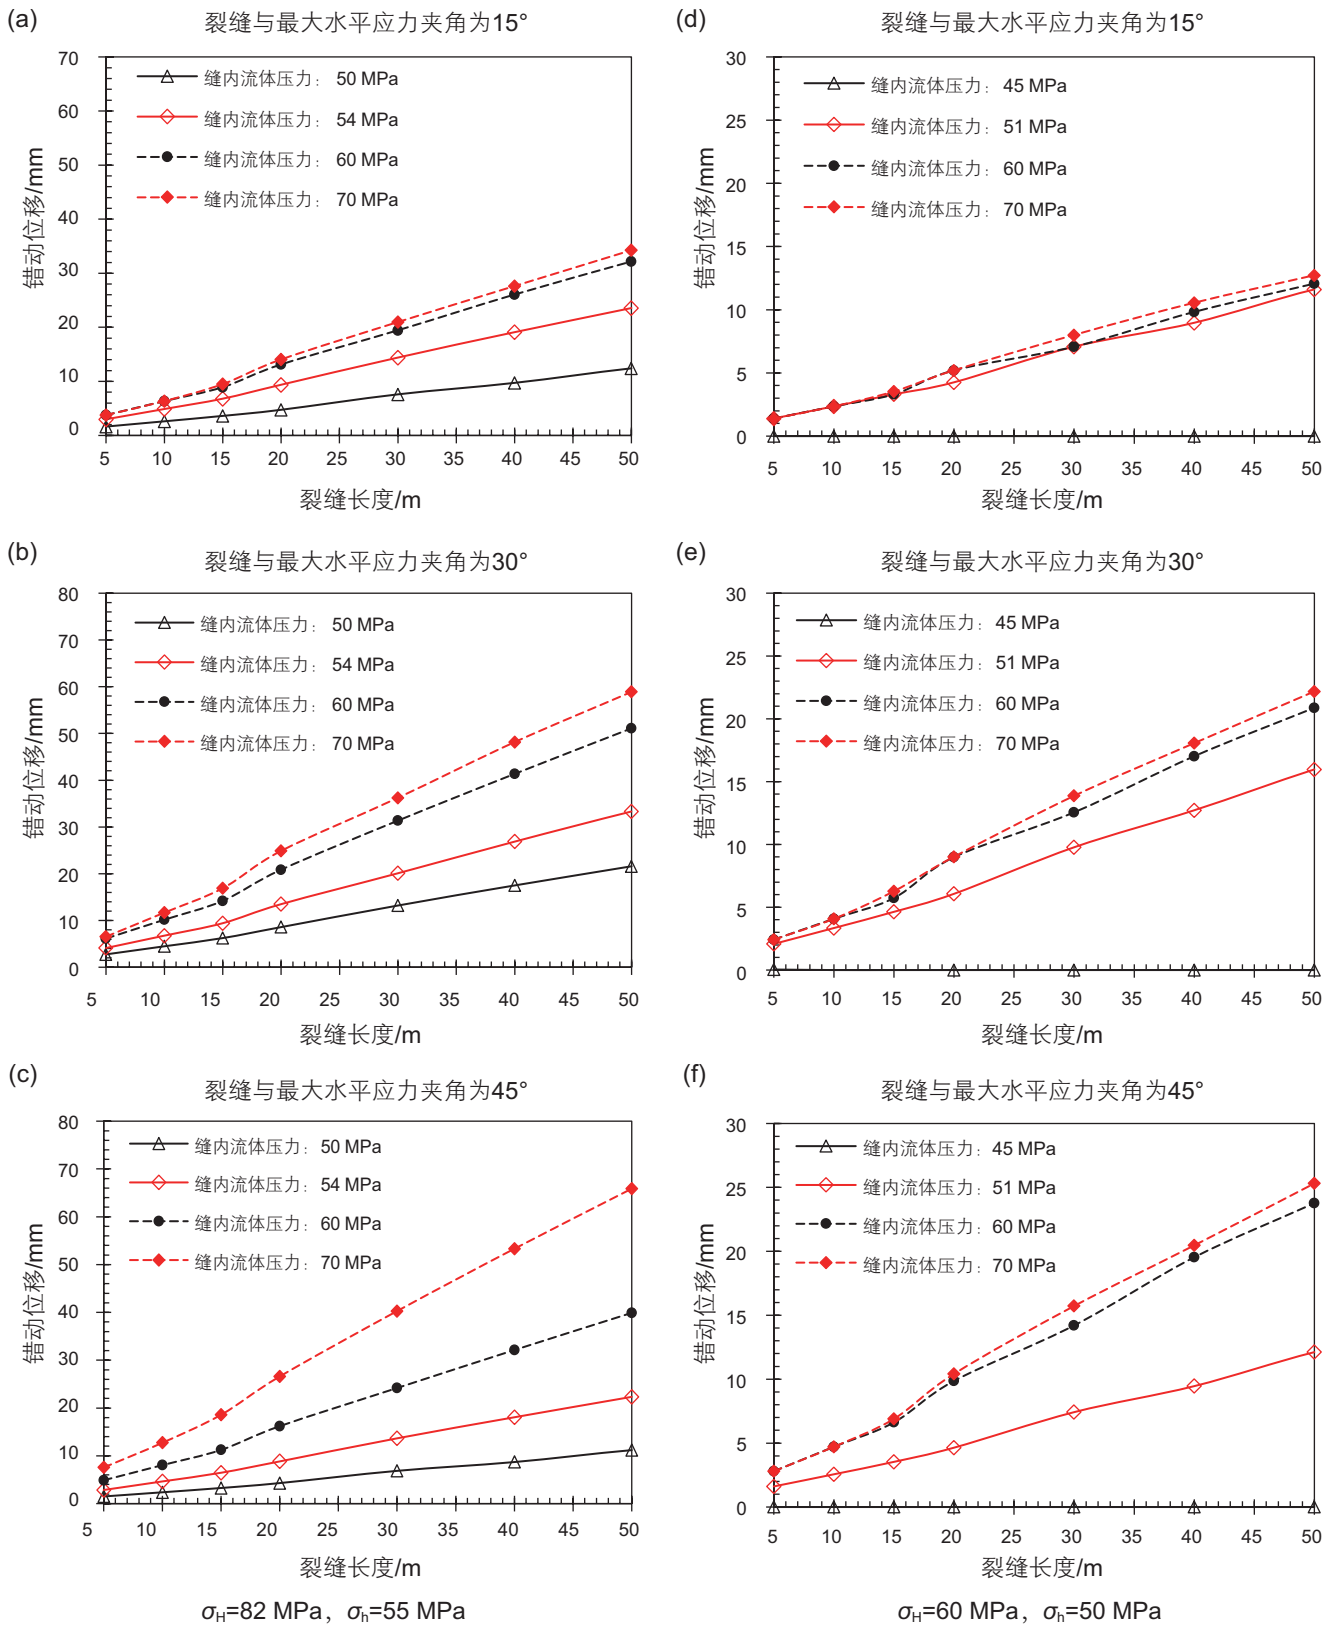 (a)
裂缝与最大水平应力夹角为15°
70
60
50
40
30
20
10
0
错动位移/mm
缝内流体压力：50 MPa
缝内流体压力：54 MPa
缝内流体压力：60 MPa
缝内流体压力：70 MPa
5 10 15 20 25 30 35 40 45 50
裂缝长度/m
(d)
裂缝与最大水平应力夹角为15°
30
25
20
15
10
5
0
错动位移/mm
缝内流体压力：45 MPa
缝内流体压力：51 MPa
缝内流体压力：60 MPa
缝内流体压力：70 MPa
5 10 15 20 25 30 35 40 45 50
裂缝长度/m
(b)
裂缝与最大水平应力夹角为30°
80
70
60
50
40
30
20
10
0
错动位移/mm
缝内流体压力：50 MPa
缝内流体压力：54 MPa
缝内流体压力：60 MPa
缝内流体压力：70 MPa
5 10 15 20 25 30 35 40 45 50
裂缝长度/m
(e)
裂缝与最大水平应力夹角为30°
30
25
20
15
10
5
0
错动位移/mm
缝内流体压力：45 MPa
缝内流体压力：51 MPa
缝内流体压力：60 MPa
缝内流体压力：70 MPa
5 10 15 20 25 30 35 40 45 50
裂缝长度/m
(c)
裂缝与最大水平应力夹角为45°
80
70
60
50
40
30
20
10
0
错动位移/mm
缝内流体压力：50 MPa
缝内流体压力：54 MPa
缝内流体压力：60 MPa
缝内流体压力：70 MPa
5 10 15 20 25 30 35 40 45 50
裂缝长度/m
σH=82 MPa，σh=55 MPa
(f)
裂缝与最大水平应力夹角为45°
30
25
20
15
10
5
0
错动位移/mm
缝内流体压力：45 MPa
缝内流体压力：51 MPa
缝内流体压力：60 MPa
缝内流体压力：70 MPa
5 10 15 20 25 30 35 40 45 50
裂缝长度/m
σH=60 MPa，σh=50 MPa